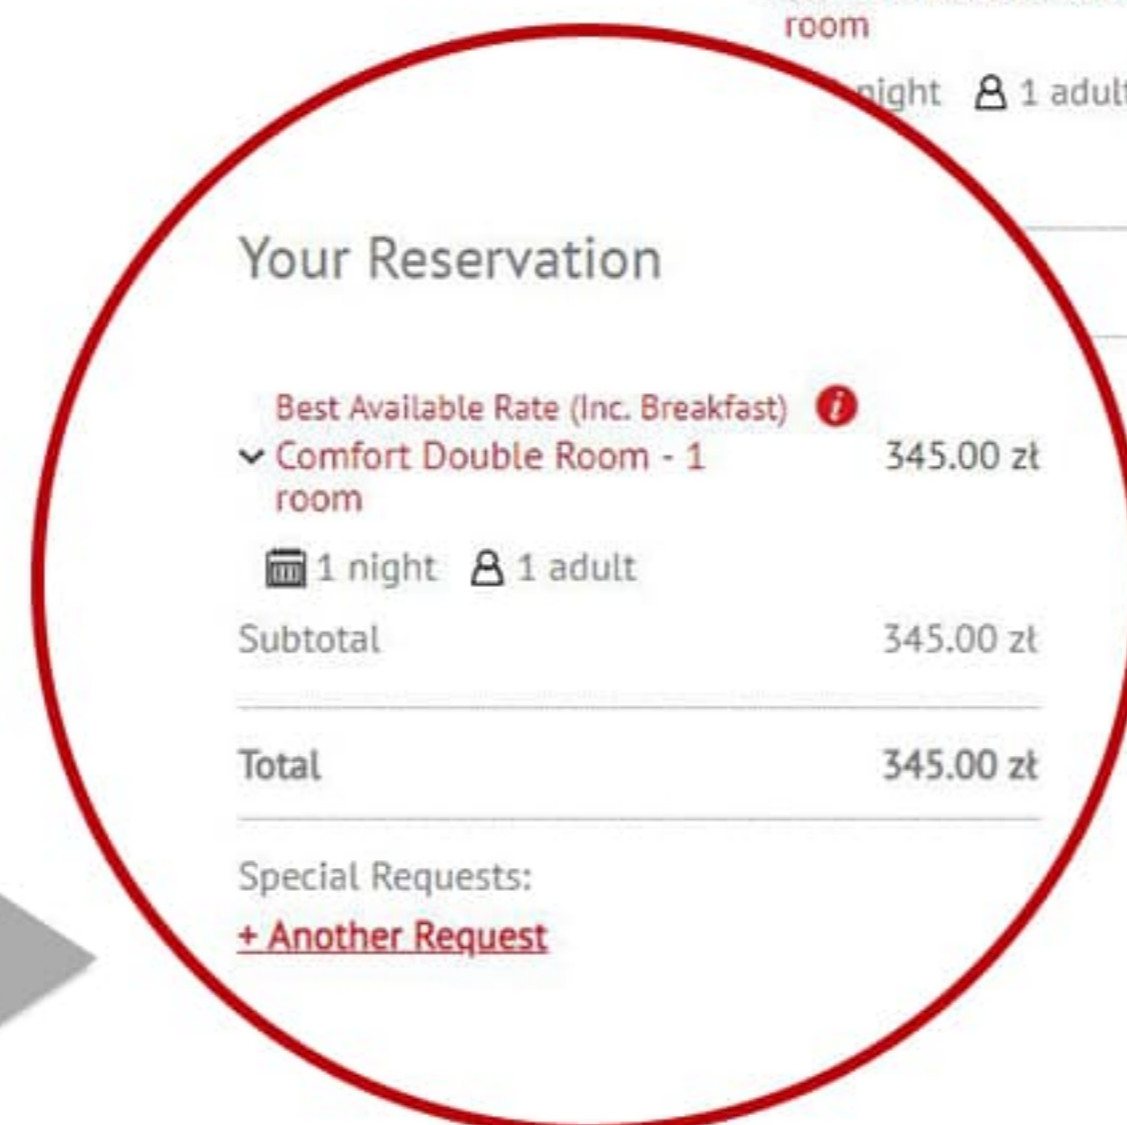 room
night 1 adult
Your Reservation
Best Available Rate (Inc. Breakfast) i
Comfort Double Room - 1 345.00 zł
room
1 night 1 adult
Subtotal 345.00 zł
Total 345.00 zł
Special Requests:
+ Another Request